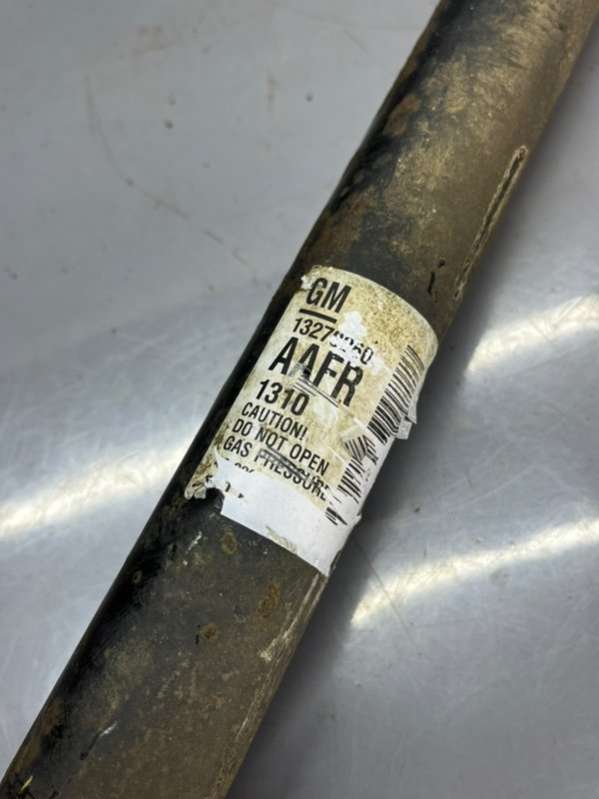 GM
AAFR
1310
CAUTION!
DO NOT OPEN
GAS PRESSURE